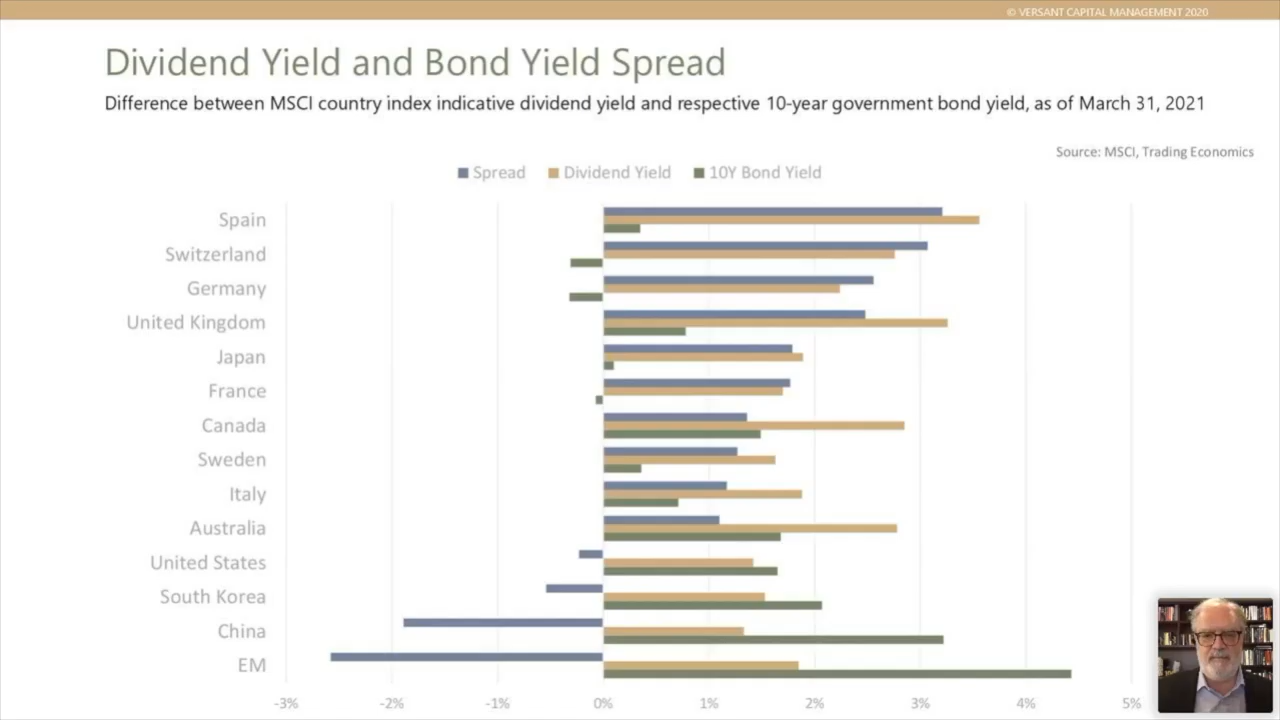 © VERSANT CAPITAL MANAGEMENT 2020
Dividend Yield and Bond Yield Spread
Difference between MSCI country index indicative dividend yield and respective 10-year government bond yield, as of March 31, 2021
Source: MSCI, Trading Economics
Spread Dividend Yield 10Y Bond Yield
Spain
Switzerland
Germany
United Kingdom
Japan
France
Canada
Sweden
Italy
Australia
United States
South Korea
China
EM
-3% -2% -1% 0% 1% 2% 3% 4% 5%